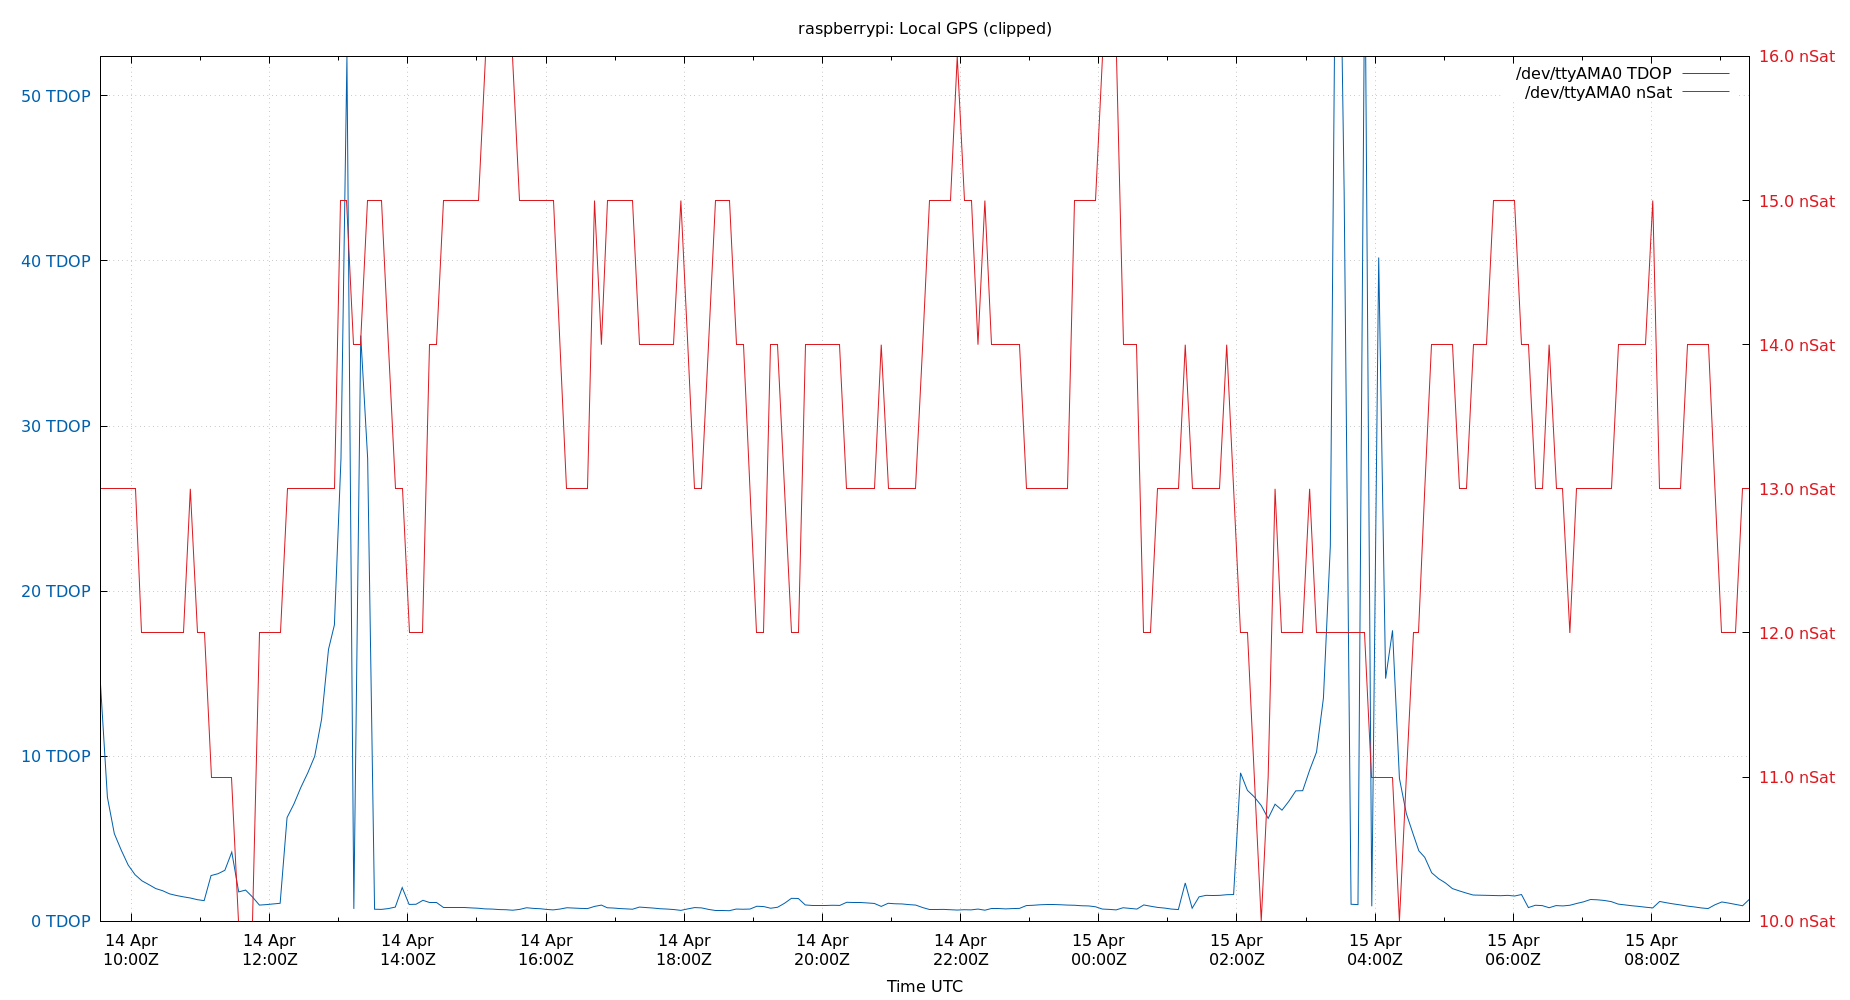 raspberrypi: Local GPS (clipped)
/dev/ttyAMA0 TDOP
/dev/ttyAMA0 nSat
50 TDOP
40 TDOP
30 TDOP
20 TDOP
10 TDOP
0 TDOP
16.0 nSat
15.0 nSat
14.0 nSat
13.0 nSat
12.0 nSat
11.0 nSat
10.0 nSat
14 Apr
10:00Z
14 Apr
12:00Z
14 Apr
14:00Z
14 Apr
16:00Z
14 Apr
18:00Z
14 Apr
20:00Z
14 Apr
22:00Z
15 Apr
00:00Z
15 Apr
02:00Z
15 Apr
04:00Z
15 Apr
06:00Z
15 Apr
08:00Z
Time UTC